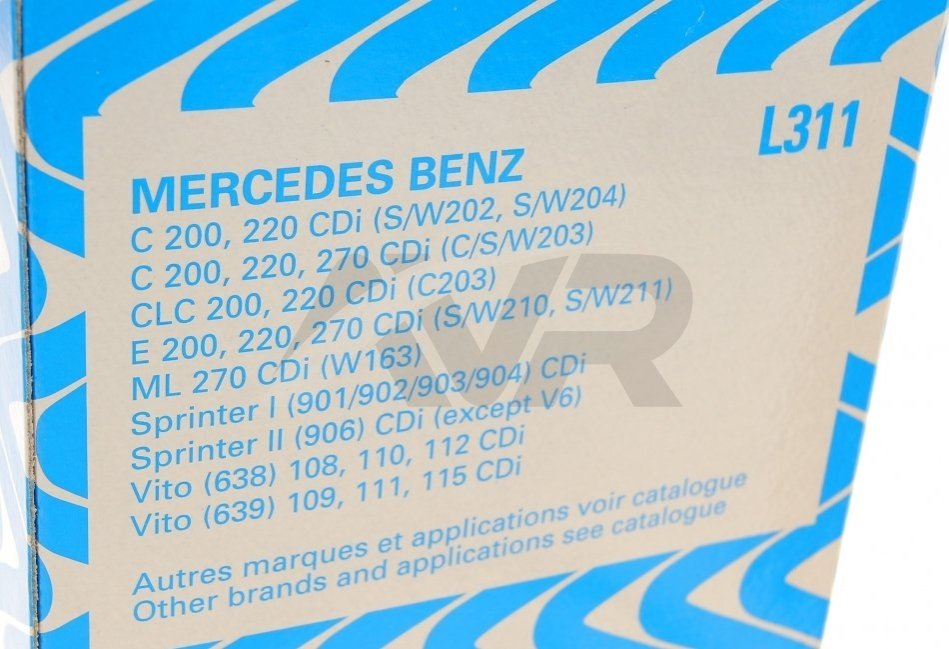 L311
MERCEDES BENZ
C 200, 220 CDi (S/W202, S/W204)
C 200, 220, 270 CDi (C/S/W203)
CLC 200, 220 CDi (C203)
E 200, 220, 270 CDi (S/W210, S/W211)
ML 270 CDi (W163)
Sprinter I (901/902/903/904) CDi
Sprinter II (906) CDi (except V6)
Vito (638) 108, 110, 112 CDi
Vito (639) 109, 111, 115 CDi
Autres marques et applications voir catalogue
Other brands and applications see catalogue